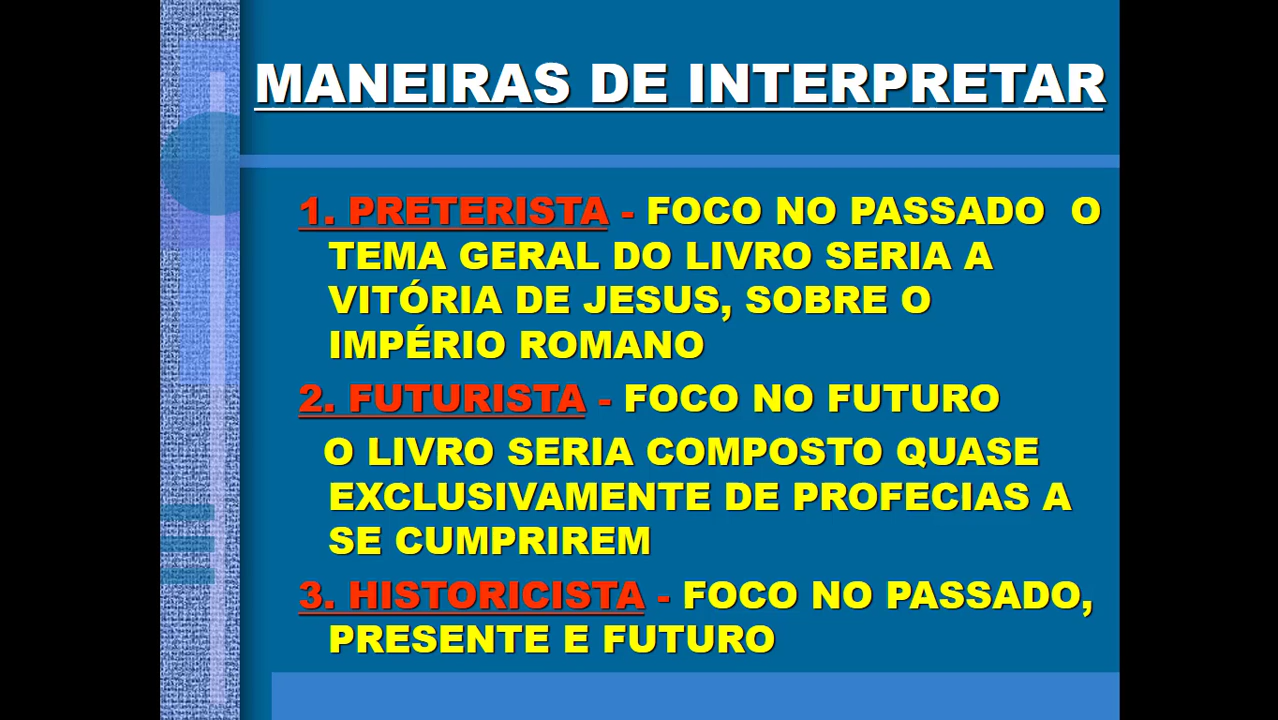 MANEIRAS DE INTERPRETAR
1. PRETERISTA - FOCO NO PASSADO O
TEMA GERAL DO LIVRO SERIA A
VITÓRIA DE JESUS, SOBRE O
IMPÉRIO ROMANO
2. FUTURISTA - FOCO NO FUTURO
O LIVRO SERIA COMPOSTO QUASE
EXCLUSIVAMENTE DE PROFECIAS A
SE CUMPRIREM
3. HISTORICISTA - FOCO NO PASSADO,
PRESENTE E FUTURO